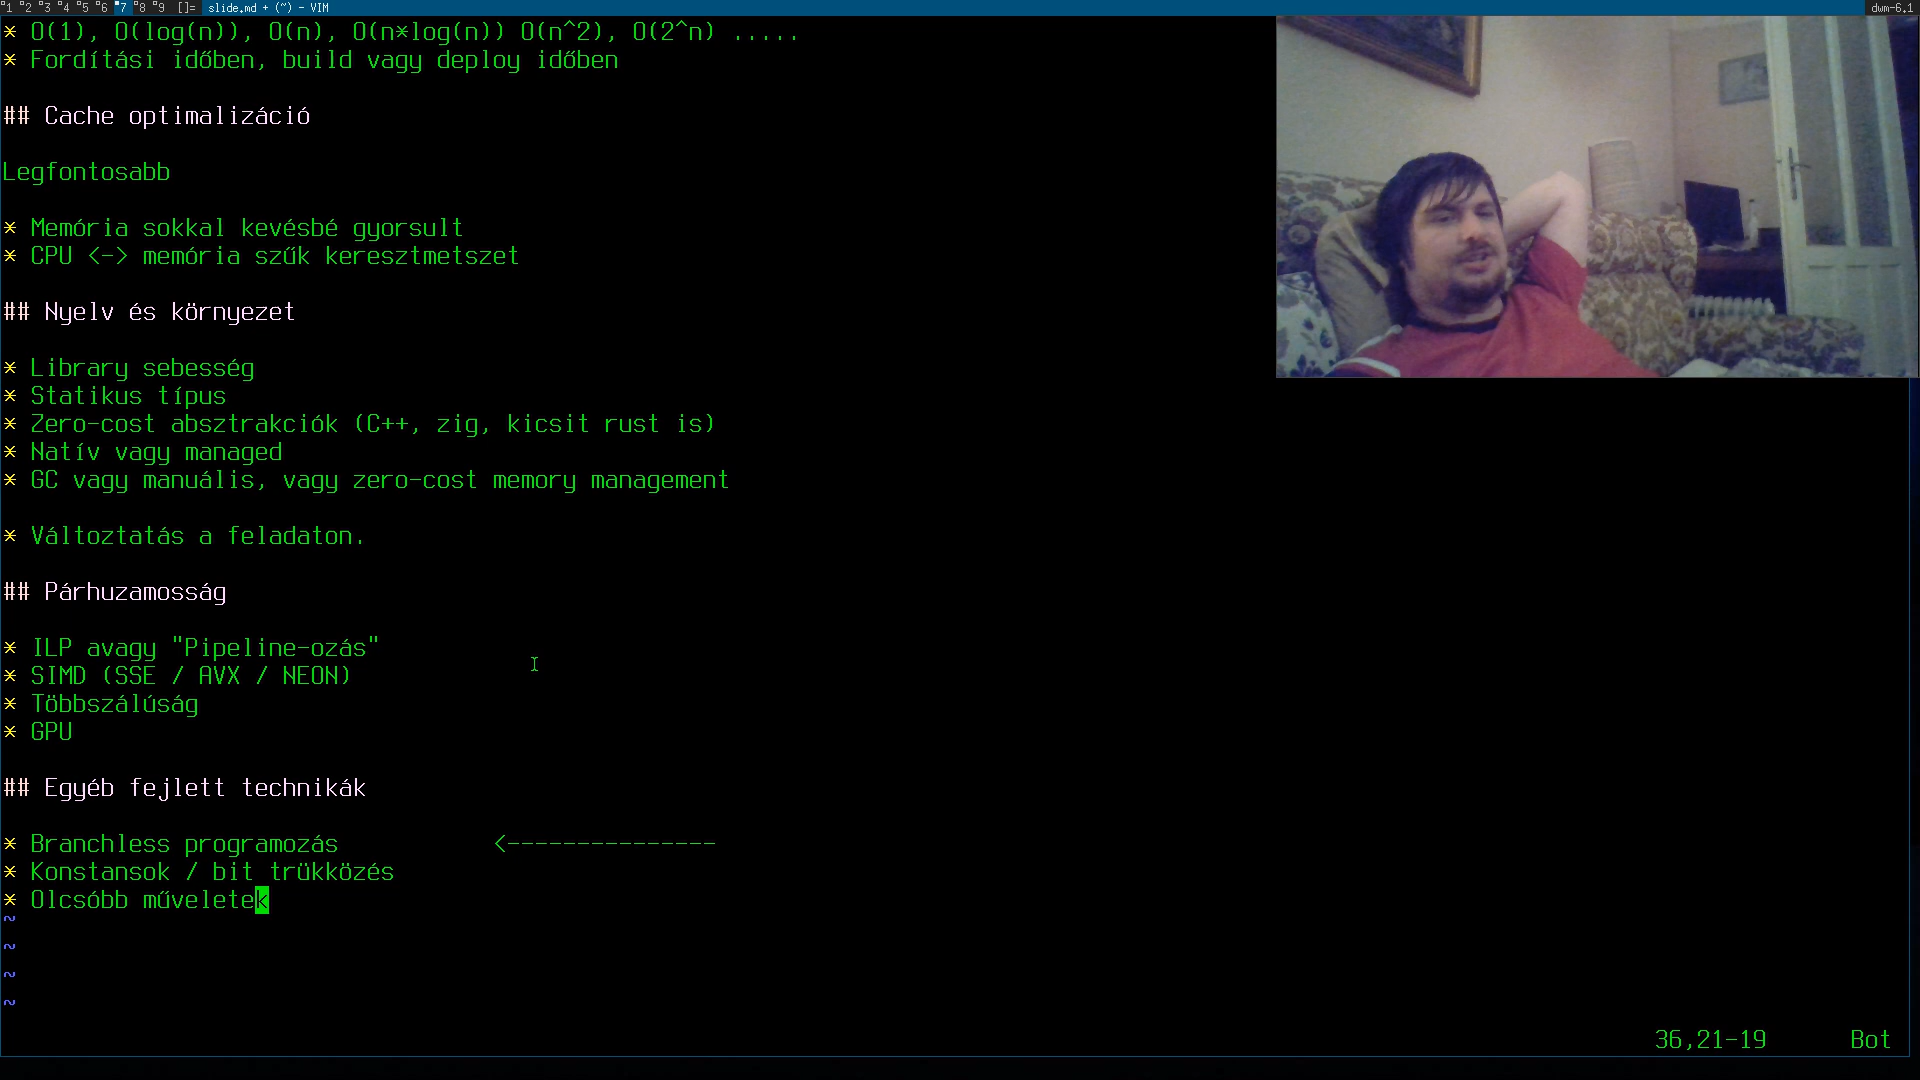 1 2 3 4 5 6 7 8 9 []= slide.md + (~) - VIM dwm-6.1
* O(1), O(log(n)), O(n), O(n*log(n)) O(n^2), O(2^n) .....
* Fordítási időben, build vagy deploy időben
## Cache optimalizáció
Legfontosabb
* Memória sokkal kevésbé gyorsult
* CPU <-> memória szűk keresztmetszet
## Nyelv és környezet
* Library sebesség
* Statikus típus
* Zero-cost absztrakciók (C++, zig, kicsit rust is)
* Natív vagy managed
* GC vagy manuális, vagy zero-cost memory management
* Változtatás a feladaton.
## Párhuzamosság
* ILP avagy "Pipeline-ozás"
* SIMD (SSE / AVX / NEON)
* Többszálúság
* GPU
## Egyéb fejlett technikák
* Branchless programozás <---------------
* Konstansok / bit trükközés
* Olcsóbb műveletek
~
~
~
~
36,21-19 Bot